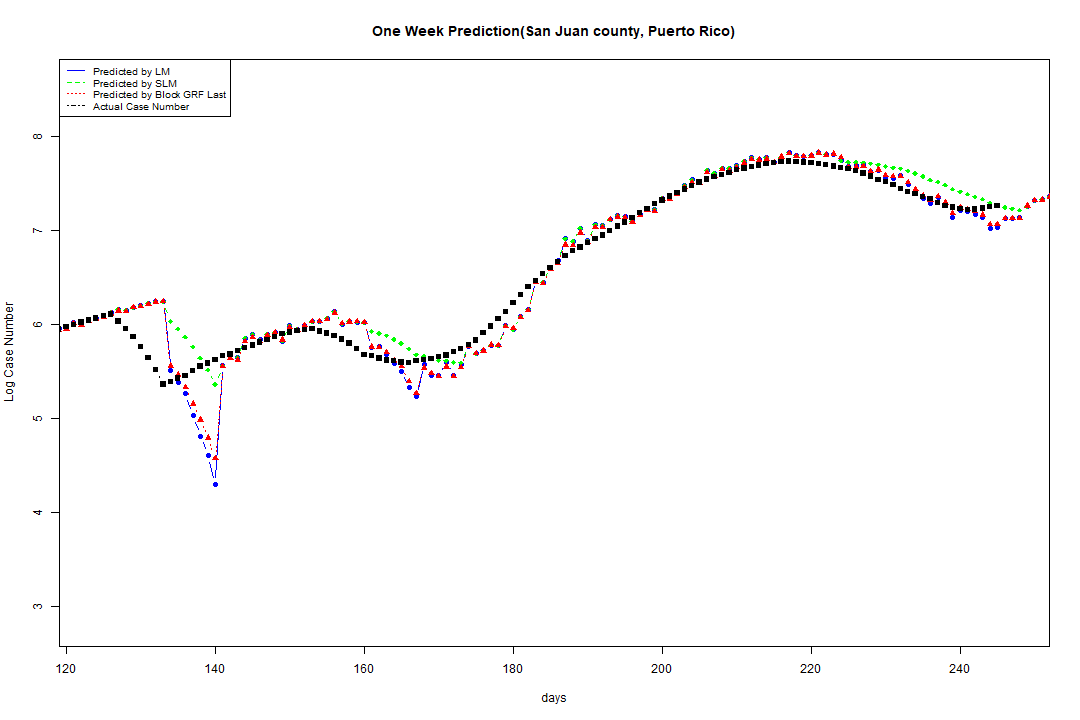 One Week Prediction(San Juan county, Puerto Rico)
Predicted by LM
Predicted by SLM
Predicted by Block GRF Last
Actual Case Number
8
7
6
5
4
3
Log Case Number
120 140 160 180 200 220 240
days